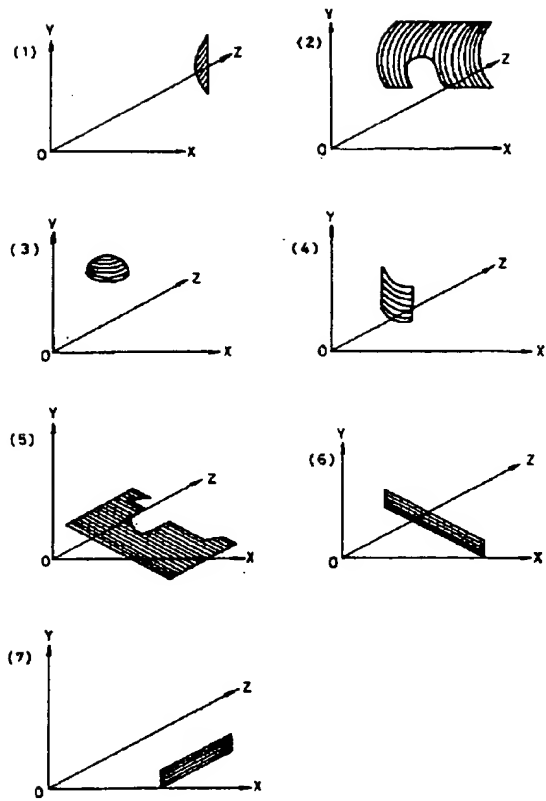 (1) Y Z O X
(2) Y Z O X
(3) Y Z O X
(4) Y Z O X
(5) Y Z O X
(6) Y Z O X
(7) Y Z O X